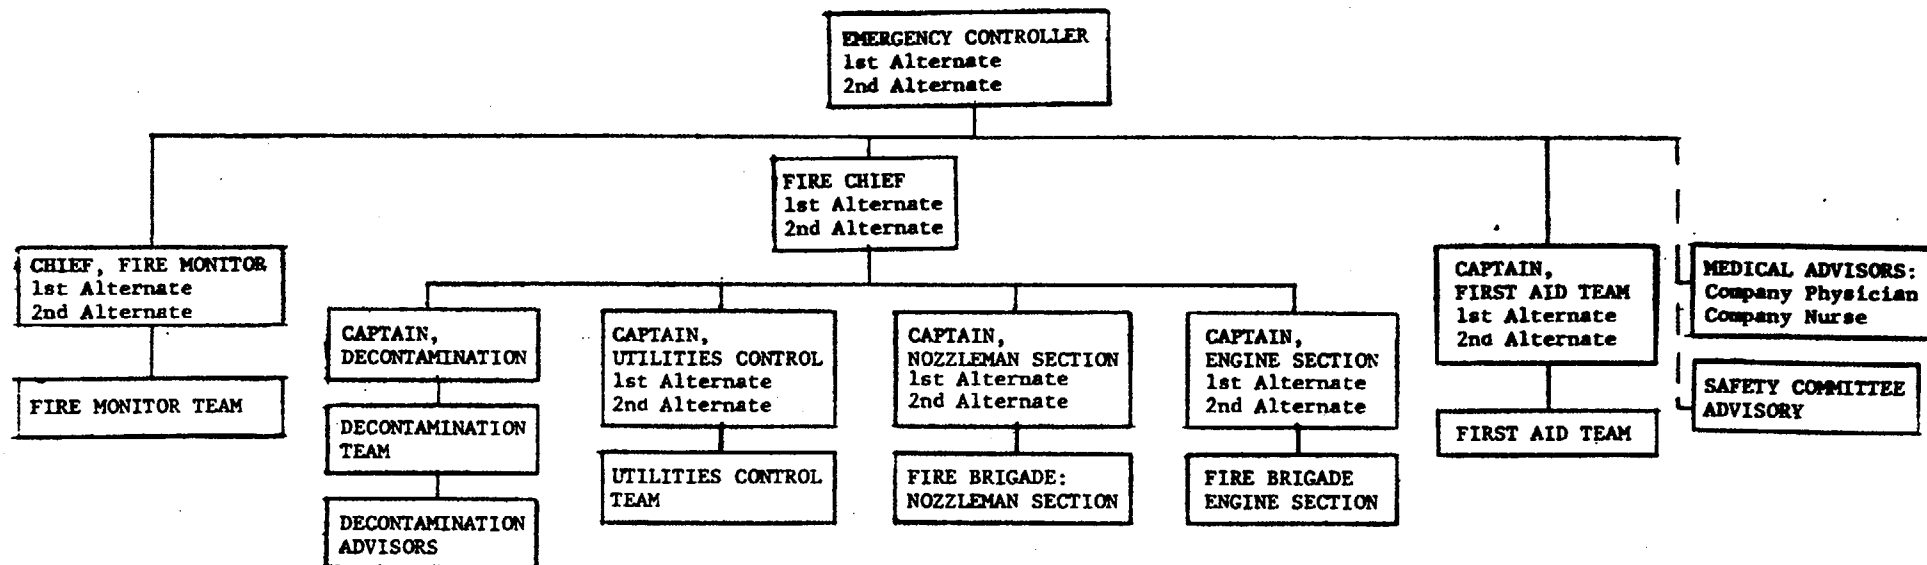 EMERGENCY CONTROLLER
1st Alternate
2nd Alternate
FIRE CHIEF
1st Alternate
2nd Alternate
CHIEF, FIRE MONITOR
1st Alternate
2nd Alternate
FIRE MONITOR TEAM
CAPTAIN,
DECONTAMINATION
DECONTAMINATION
TEAM
DECONTAMINATION
ADVISORS
CAPTAIN,
UTILITIES CONTROL
1st Alternate
2nd Alternate
UTILITIES CONTROL
TEAM
CAPTAIN,
NOZZLEMAN SECTION
1st Alternate
2nd Alternate
FIRE BRIGADE:
NOZZLEMAN SECTION
CAPTAIN,
ENGINE SECTION
1st Alternate
2nd Alternate
FIRE BRIGADE
ENGINE SECTION
CAPTAIN,
FIRST AID TEAM
1st Alternate
2nd Alternate
FIRST AID TEAM
MEDICAL ADVISORS:
Company Physician
Company Nurse
SAFETY COMMITTEE
ADVISORY